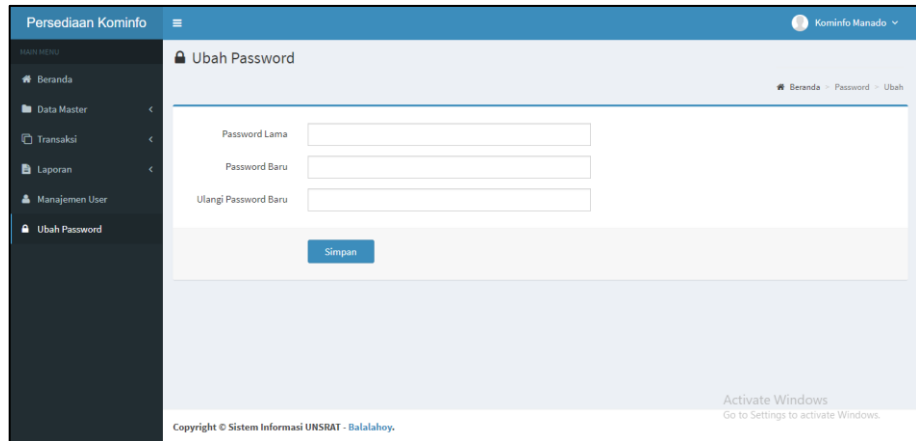 Persediaan Kominfo
Kominfo Manado
MAIN MENU
Beranda
Data Master
Transaksi
Laporan
Manajemen User
Ubah Password
Ubah Password
Beranda > Password > Ubah
Password Lama
Password Baru
Ulangi Password Baru
Simpan
Activate Windows
Go to Settings to activate Windows.
Copyright © Sistem Informasi UNSRAT - Balalahoy.